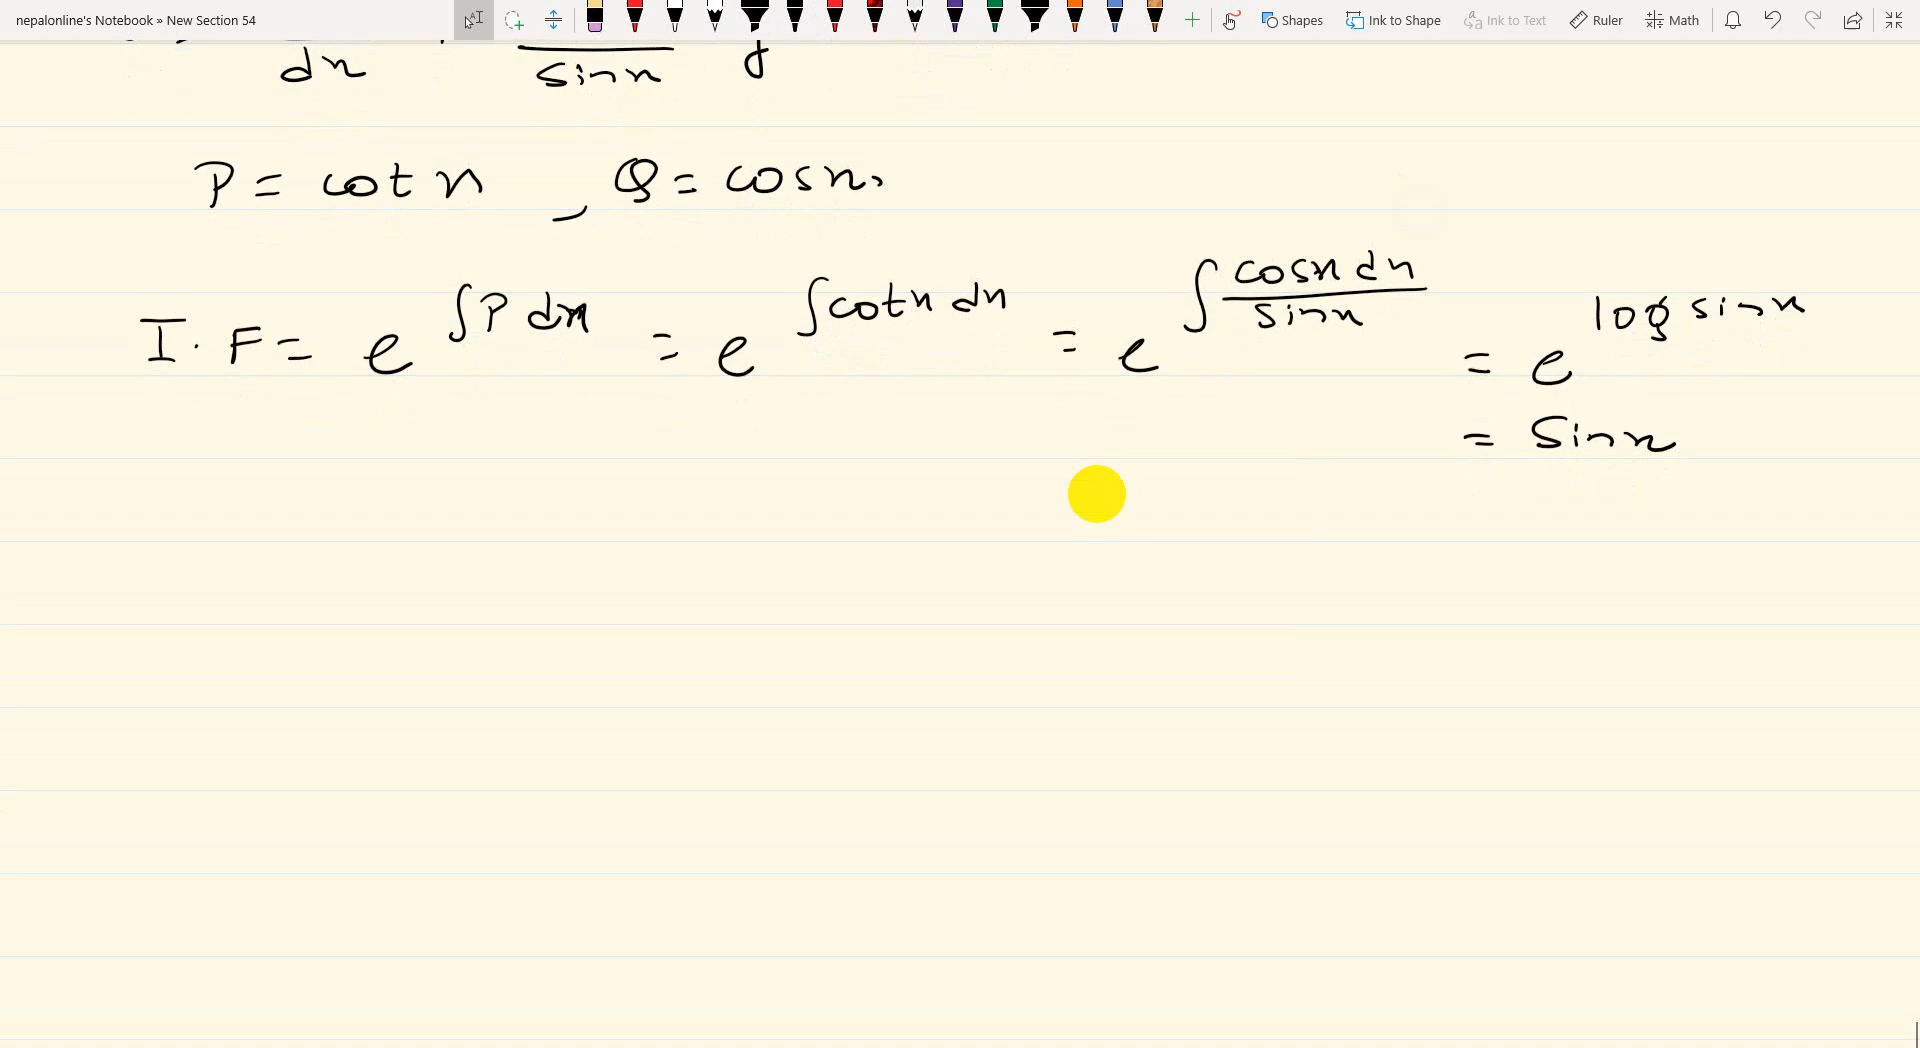 nepalonline's Notebook » New Section 54
Shapes Ink to Shape Ink to Text Ruler Math
dx sinx y
P = cot x , Q = cosx.
I. F = e^∫P dx = e^∫cotx dx = e^∫cosx dx/sinx = e^log sinx
= Sinx